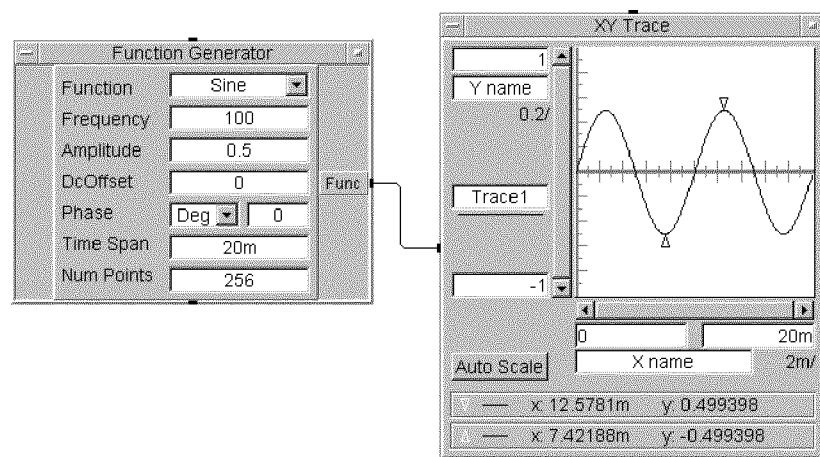 Function Generator
Function Sine
Frequency 100
Amplitude 0.5
DcOffset 0
Phase Deg 0
Time Span 20m
Num Points 256
Func
XY Trace
1
Y name
0.2/
Trace1
-1
0 20m
Auto Scale X name 2m/
x: 12.5781m y: 0.499398
x: 7.42188m y: -0.499398